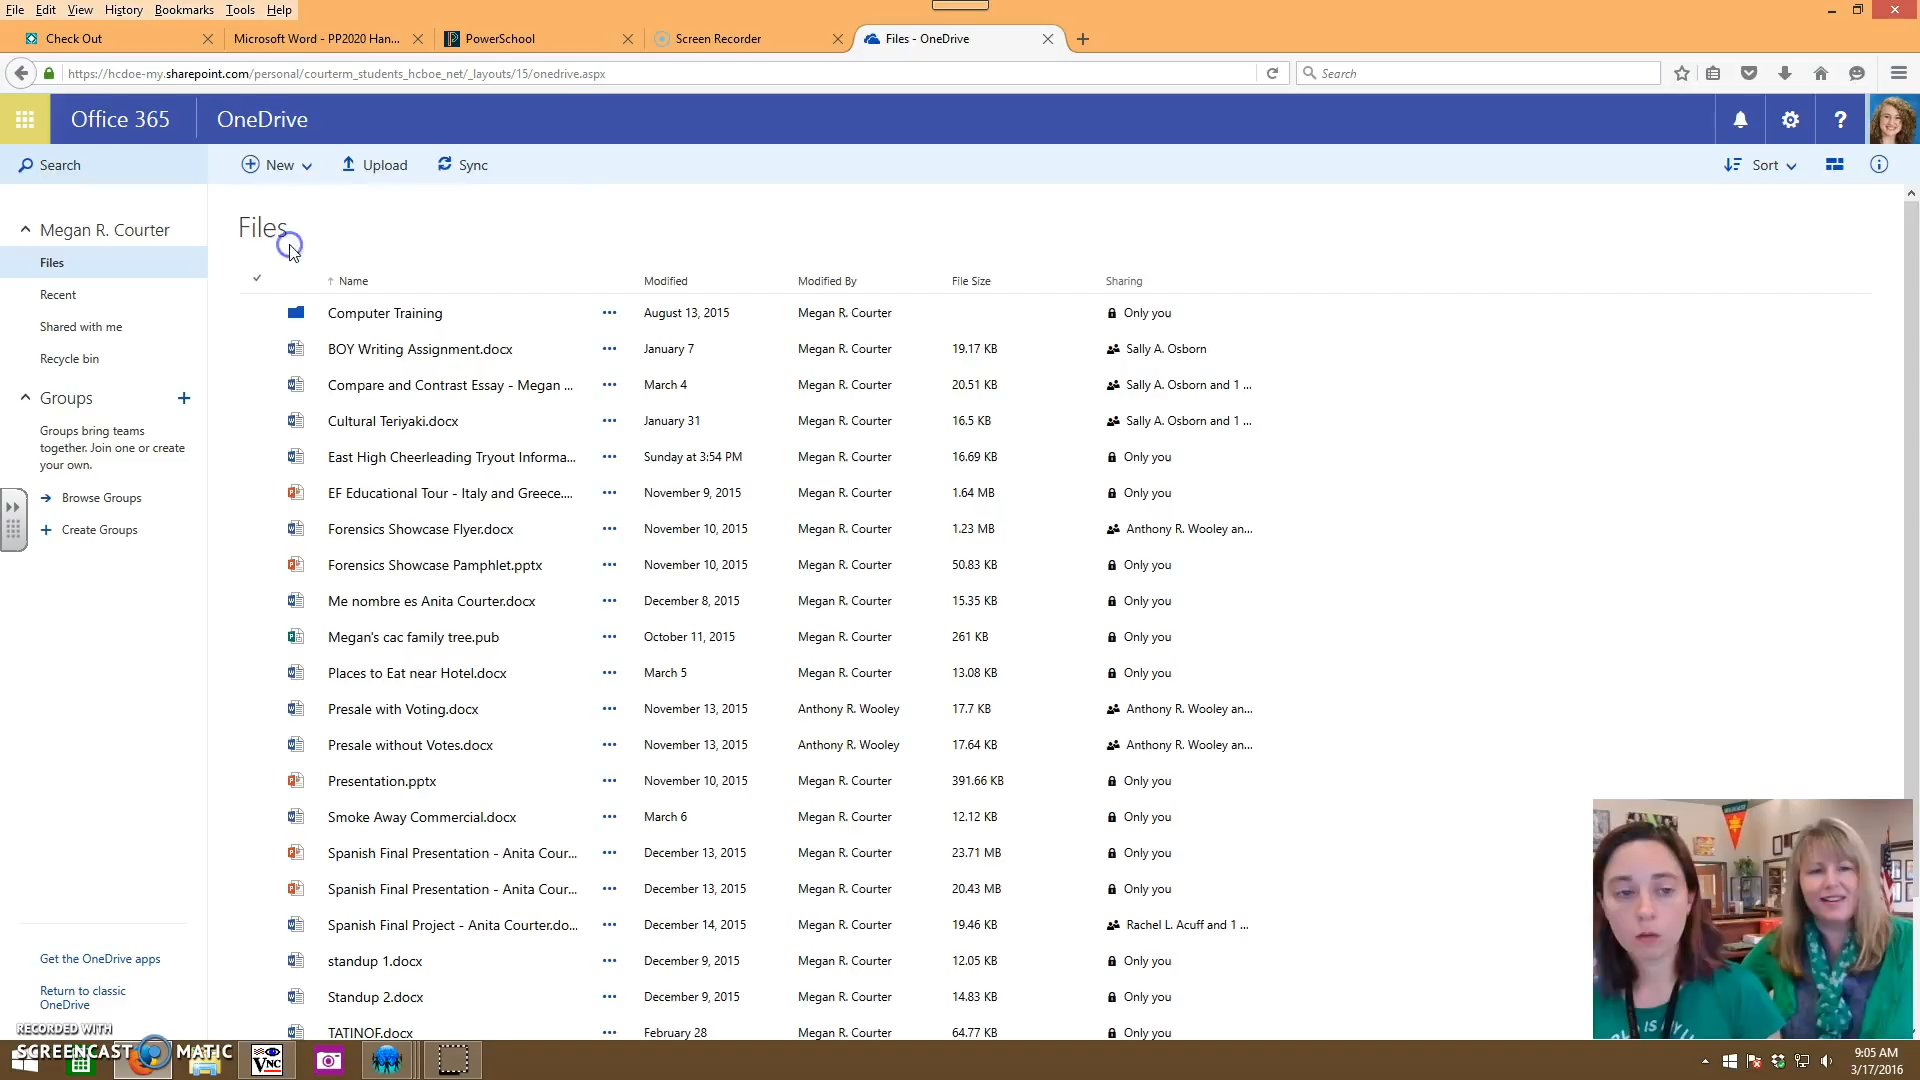 File Edit View History Bookmarks Tools Help
Check Out Microsoft Word - PP2020 Han... PowerSchool Screen Recorder Files - OneDrive
https://hcdoe-my.sharepoint.com/personal/courterm_students_hcboe_net/_layouts/15/onedrive.aspx Search
Office 365 OneDrive ?
Search New Upload Sync Sort
Files
Megan R. Courter
Files
Recent
Shared with me
Recycle bin
Groups +
Groups bring teams
together. Join one or create
your own.
Browse Groups
Create Groups
Get the OneDrive apps
Return to classic
OneDrive
Name Modified Modified By File Size Sharing
Computer Training ... August 13, 2015 Megan R. Courter Only you
BOY Writing Assignment.docx ... January 7 Megan R. Courter 19.17 KB Sally A. Osborn
Compare and Contrast Essay - Megan ... ... March 4 Megan R. Courter 20.51 KB Sally A. Osborn and 1 ...
Cultural Teriyaki.docx ... January 31 Megan R. Courter 16.5 KB Sally A. Osborn and 1 ...
East High Cheerleading Tryout Informa... ... Sunday at 3:54 PM Megan R. Courter 16.69 KB Only you
EF Educational Tour - Italy and Greece.... ... November 9, 2015 Megan R. Courter 1.64 MB Only you
Forensics Showcase Flyer.docx ... November 10, 2015 Megan R. Courter 1.23 MB Anthony R. Wooley an...
Forensics Showcase Pamphlet.pptx ... November 10, 2015 Megan R. Courter 50.83 KB Only you
Me nombre es Anita Courter.docx ... December 8, 2015 Megan R. Courter 15.35 KB Only you
Megan's cac family tree.pub ... October 11, 2015 Megan R. Courter 261 KB Only you
Places to Eat near Hotel.docx ... March 5 Megan R. Courter 13.08 KB Only you
Presale with Voting.docx ... November 13, 2015 Anthony R. Wooley 17.7 KB Anthony R. Wooley an...
Presale without Votes.docx ... November 13, 2015 Anthony R. Wooley 17.64 KB Anthony R. Wooley an...
Presentation.pptx ... November 10, 2015 Megan R. Courter 391.66 KB Only you
Smoke Away Commercial.docx ... March 6 Megan R. Courter 12.12 KB Only you
Spanish Final Presentation - Anita Cour... ... December 13, 2015 Megan R. Courter 23.71 MB Only you
Spanish Final Presentation - Anita Cour... ... December 13, 2015 Megan R. Courter 20.43 MB Only you
Spanish Final Project - Anita Courter.do... ... December 14, 2015 Megan R. Courter 19.46 KB Rachel L. Acuff and 1 ...
standup 1.docx ... December 9, 2015 Megan R. Courter 12.05 KB Only you
Standup 2.docx ... December 9, 2015 Megan R. Courter 14.83 KB Only you
TATINOF.docx ... February 28 Megan R. Courter 64.77 KB Only you
RECORDED WITH
SCREENCAST MATIC
VNC
9:05 AM
3/17/2016